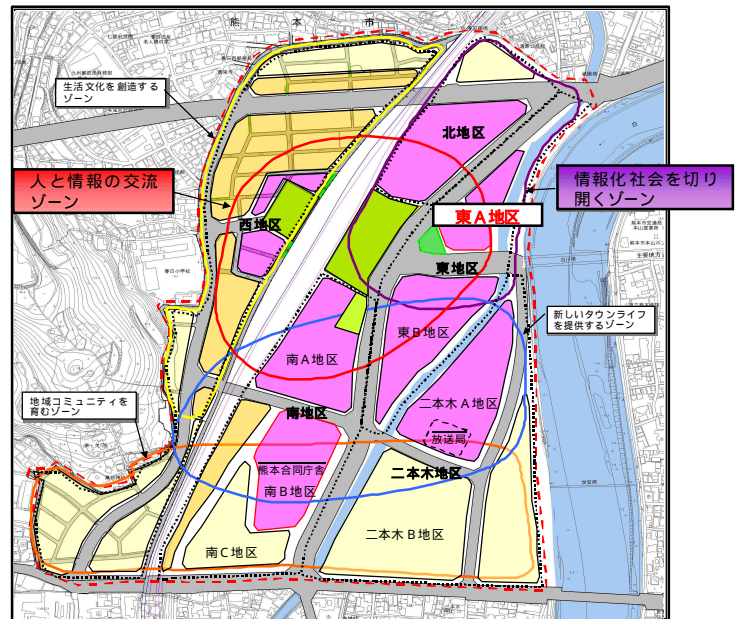 熊本市
生活文化を創造する
ゾーン
北地区
人と情報の交流
ゾーン
情報化社会を切り
開くゾーン
東A地区
西地区
東地区
春日小学校
新しいタウンライフ
を提供するゾーン
東B地区
南A地区
二本木A地区
地域コミュニティを
育むゾーン
南地区
放送局
熊本合同庁舎
二本木地区
南B地区
二本木B地区
南C地区